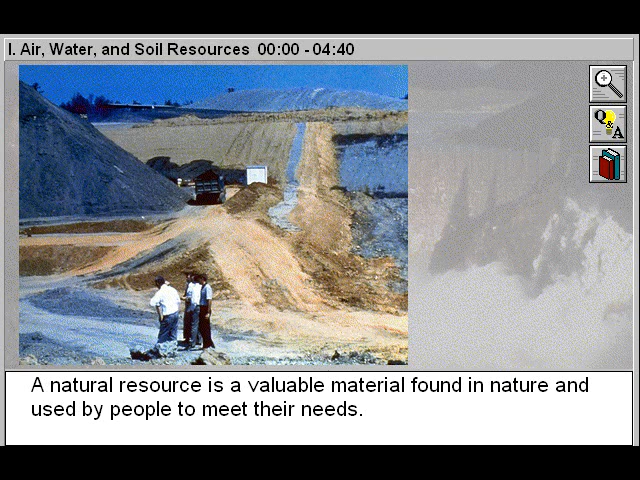 I. Air, Water, and Soil Resources 00:00 - 04:40
Q & A
A natural resource is a valuable material found in nature and
used by people to meet their needs.